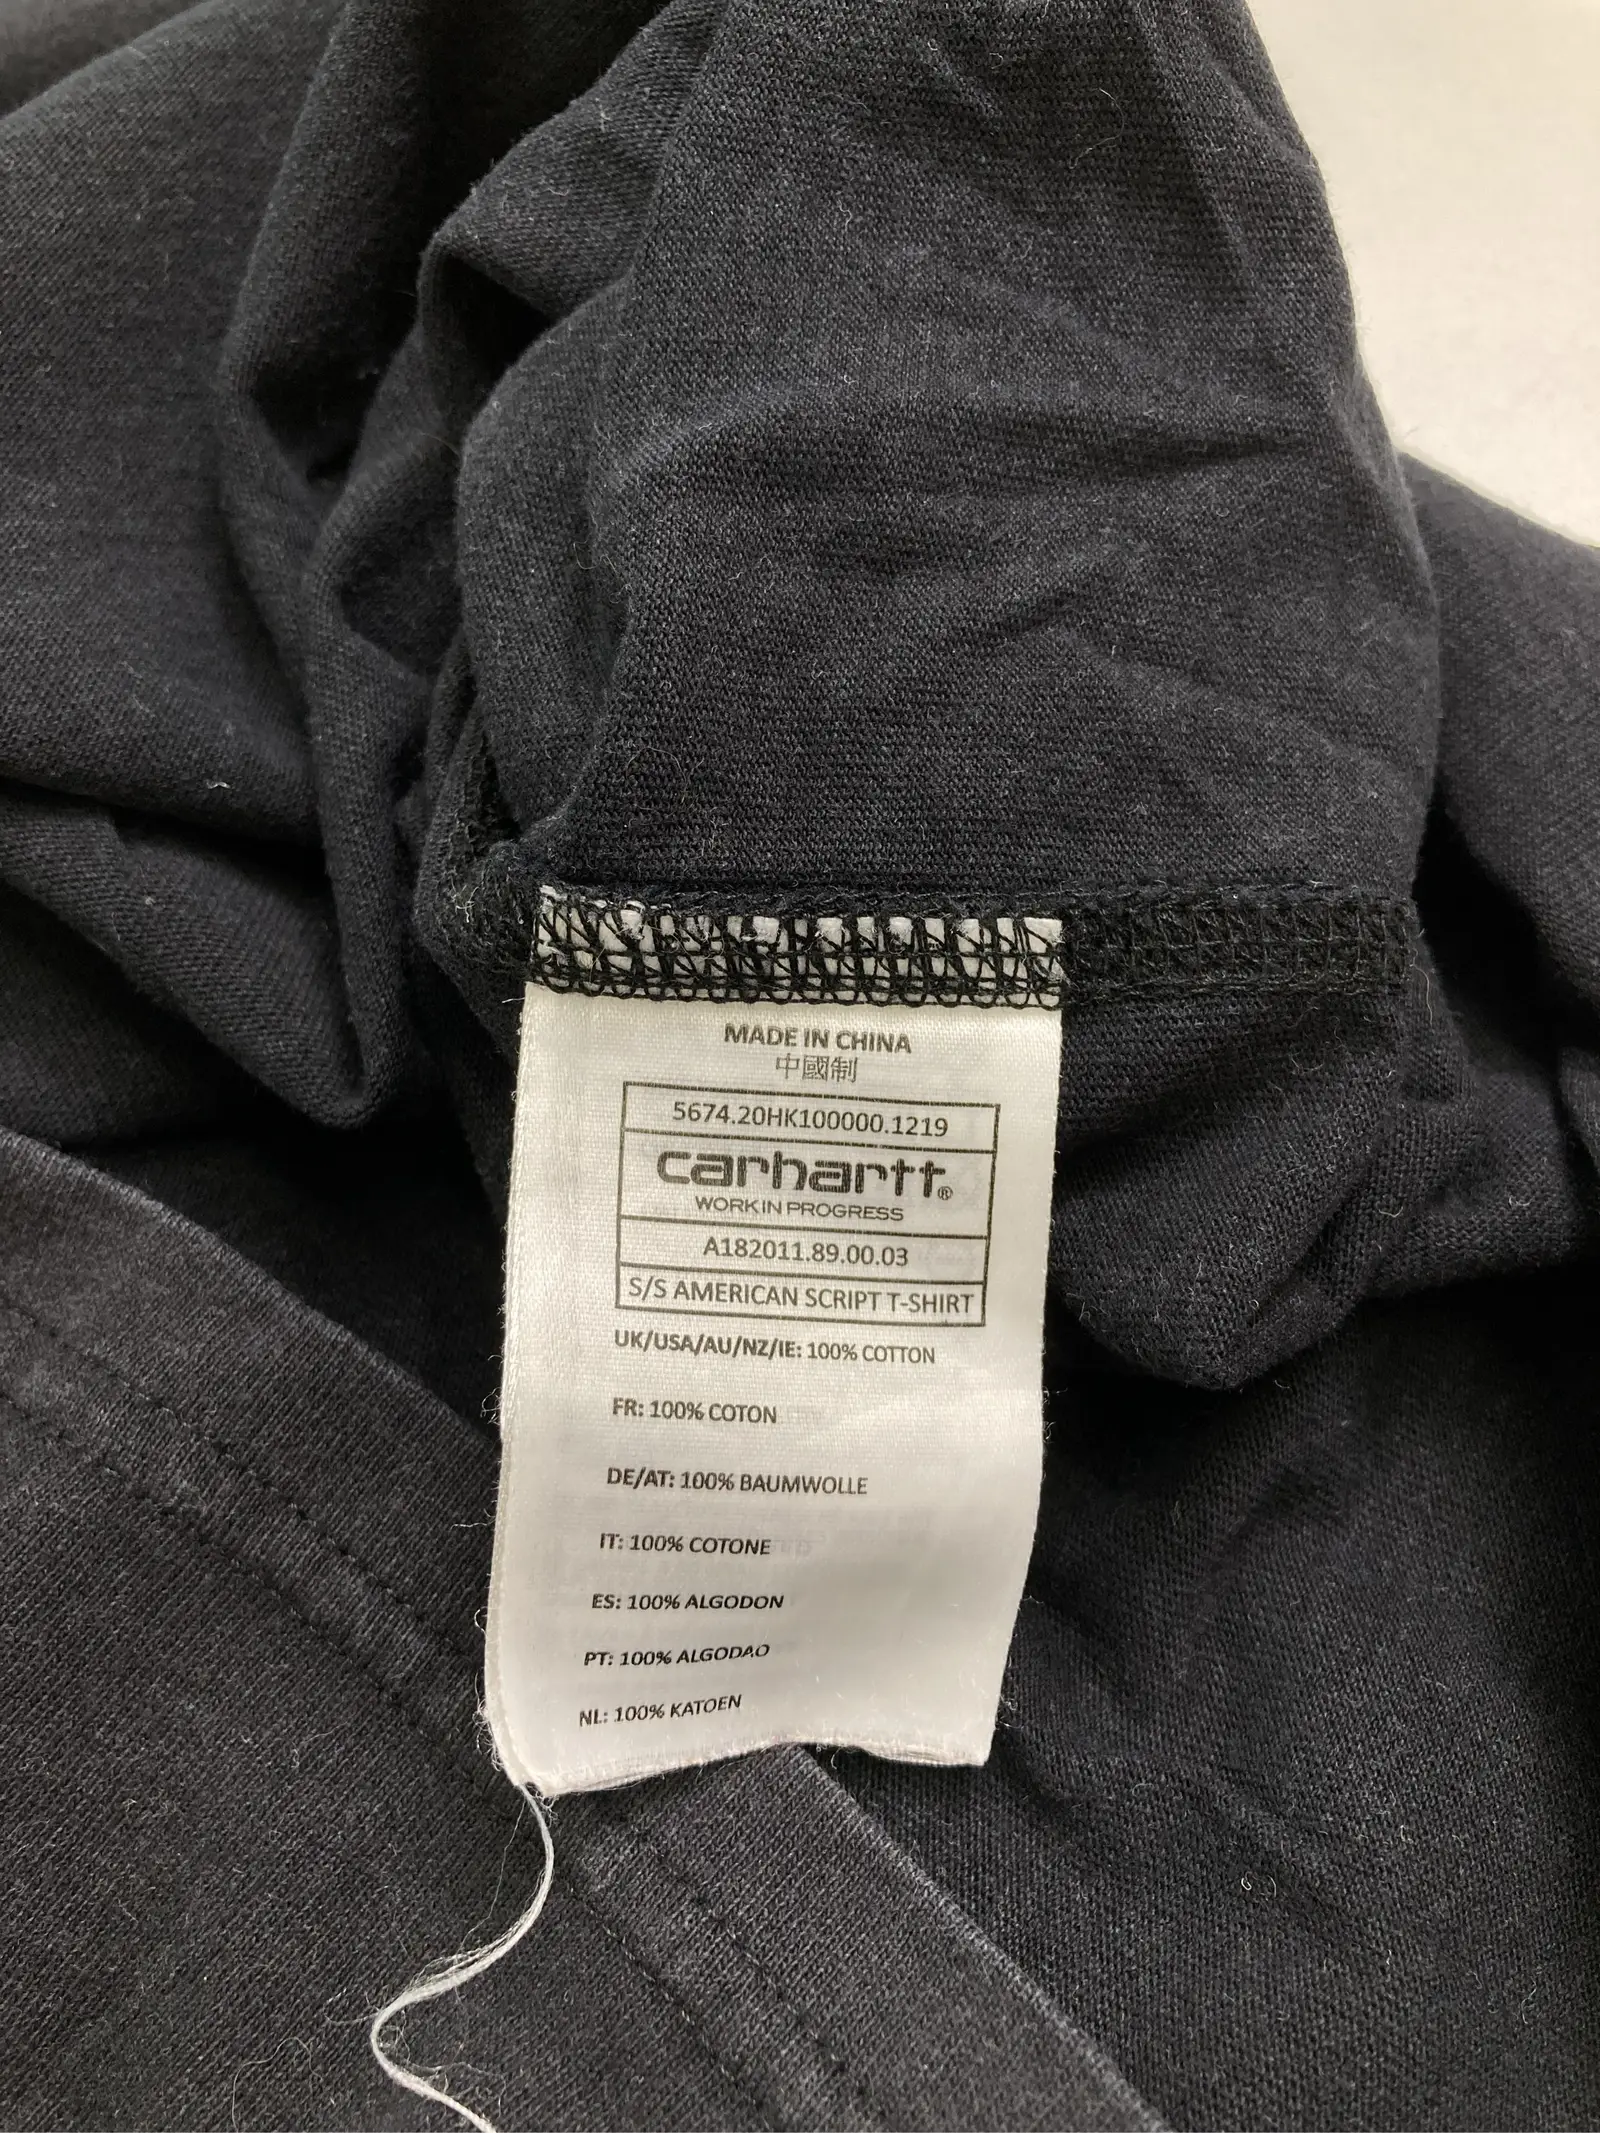 MADE IN CHINA
中國制
5674.20HK100000.1219
carhartt®
WORK IN PROGRESS
A182011.89.00.03
S/S AMERICAN SCRIPT T-SHIRT
UK/USA/AU/NZ/IE: 100% COTTON
FR: 100% COTON
DE/AT: 100% BAUMWOLLE
IT: 100% COTONE
ES: 100% ALGODON
PT: 100% ALGODAO
NL: 100% KATOEN